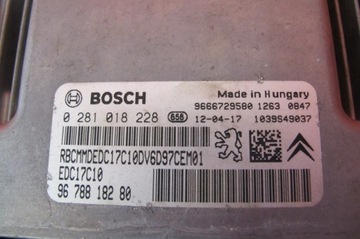 BOSCH
Made in Hungary
9666729580 1263 0847
0 281 018 228 656
12-04-17 1039S49037
RBCMMDEDC17C10DV6D97CEM01
EDC17C10
96 788 182 80